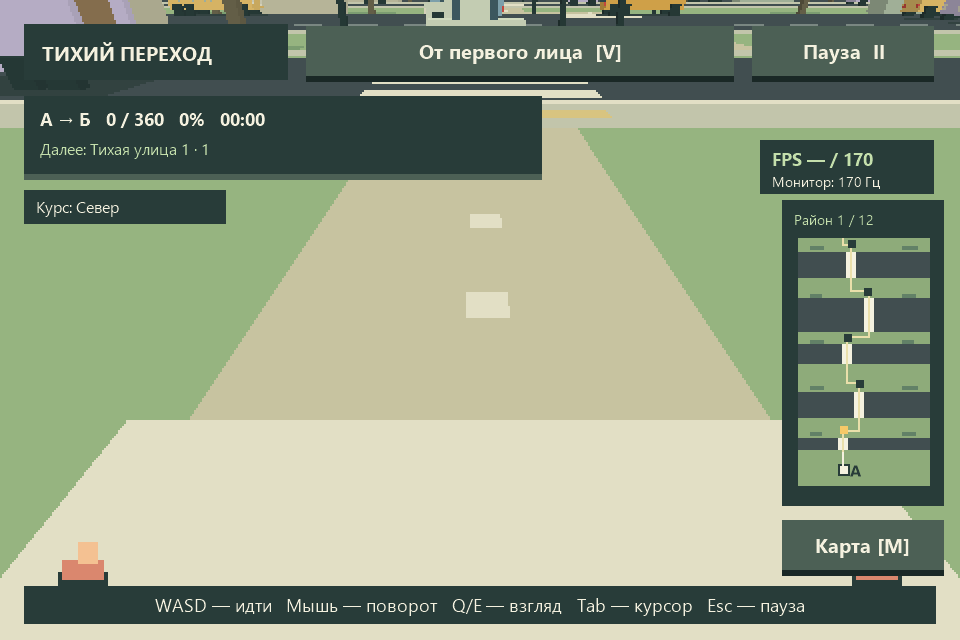 ТИХИЙ ПЕРЕХОД
От первого лица [V]
Пауза II
А → Б 0 / 360 0% 00:00
Далее: Тихая улица 1 · 1
Курс: Север
FPS — / 170
Монитор: 170 Гц
Район 1 / 12
А
Карта [M]
WASD — идти Мышь — поворот Q/E — взгляд Tab — курсор Esc — пауза